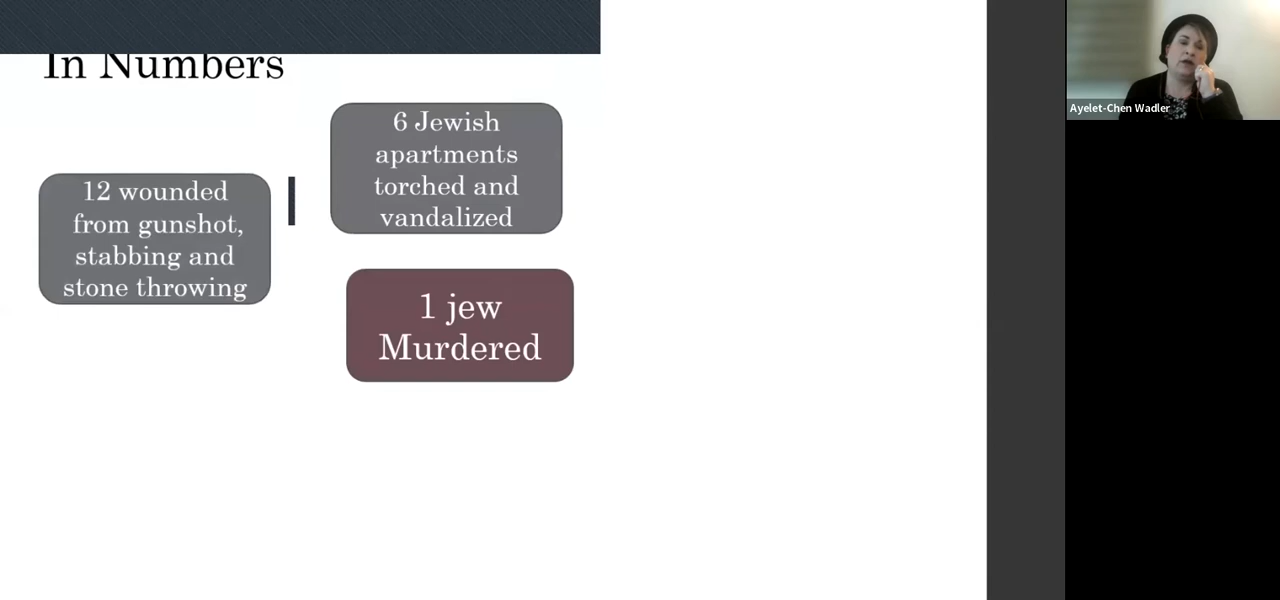 In Numbers
6 Jewish
apartments
torched and
vandalized
12 wounded
from gunshot,
stabbing and
stone throwing
1 jew
Murdered
Ayelet-Chen Wadler